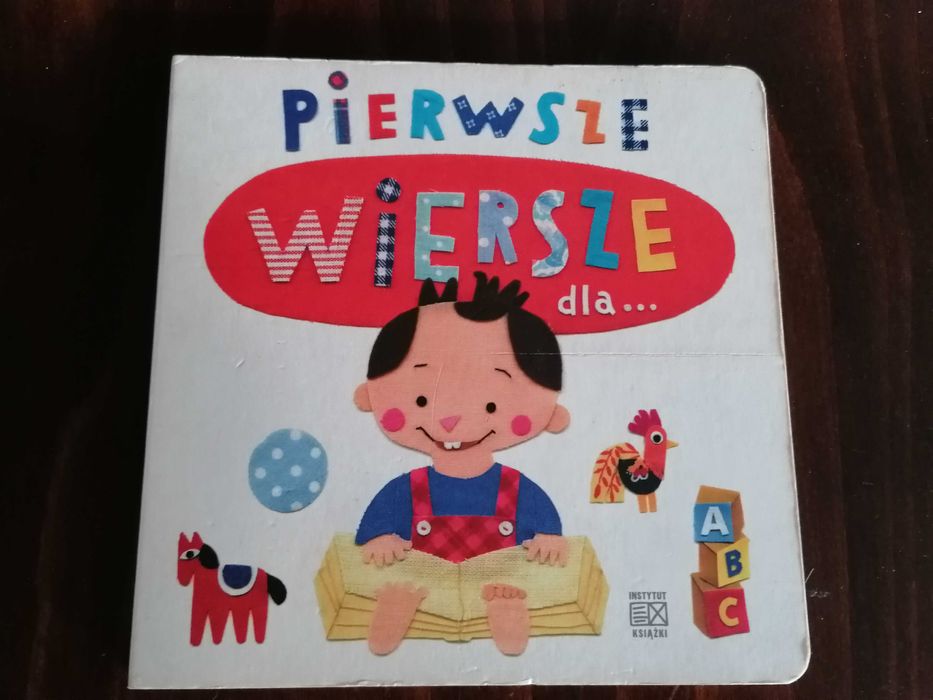 PiERWSZE
WiERSZE
dla...
A
B
C
INSTYTUT
KSIĄŻKI